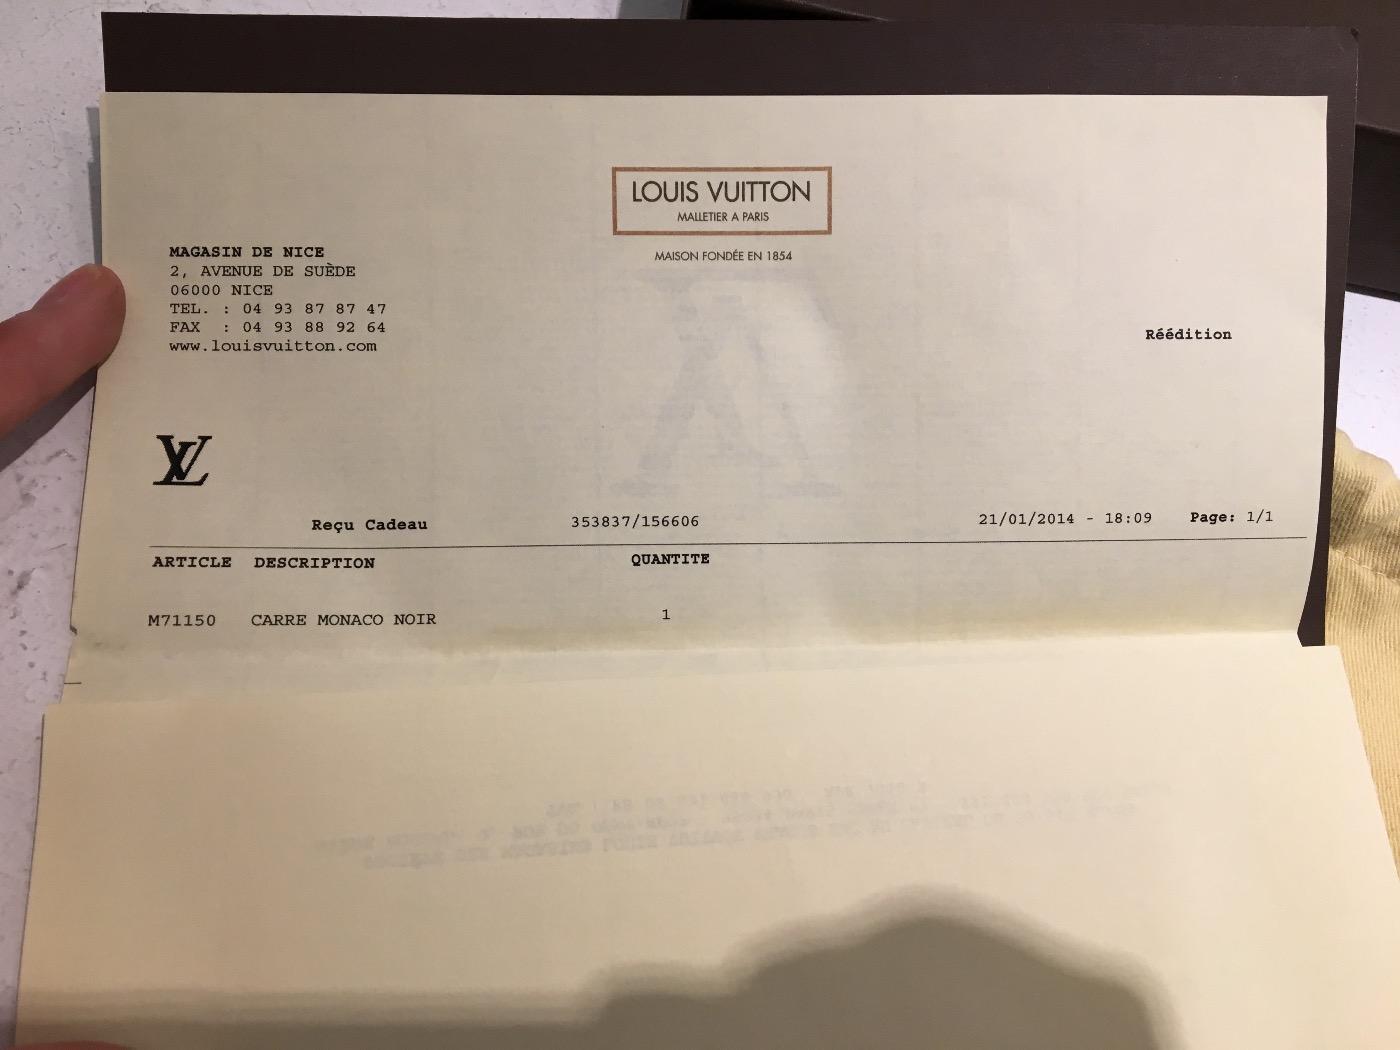 LOUIS VUITTON
MALLETIER A PARIS
MAISON FONDÉE EN 1854
MAGASIN DE NICE
2, AVENUE DE SUÈDE
06000 NICE
TEL. : 04 93 87 87 47
FAX : 04 93 88 92 64
www.louisvuitton.com
Réédition
LV
Reçu Cadeau 353837/156606 21/01/2014 - 18:09 Page: 1/1
ARTICLE DESCRIPTION QUANTITE
M71150 CARRE MONACO NOIR 1